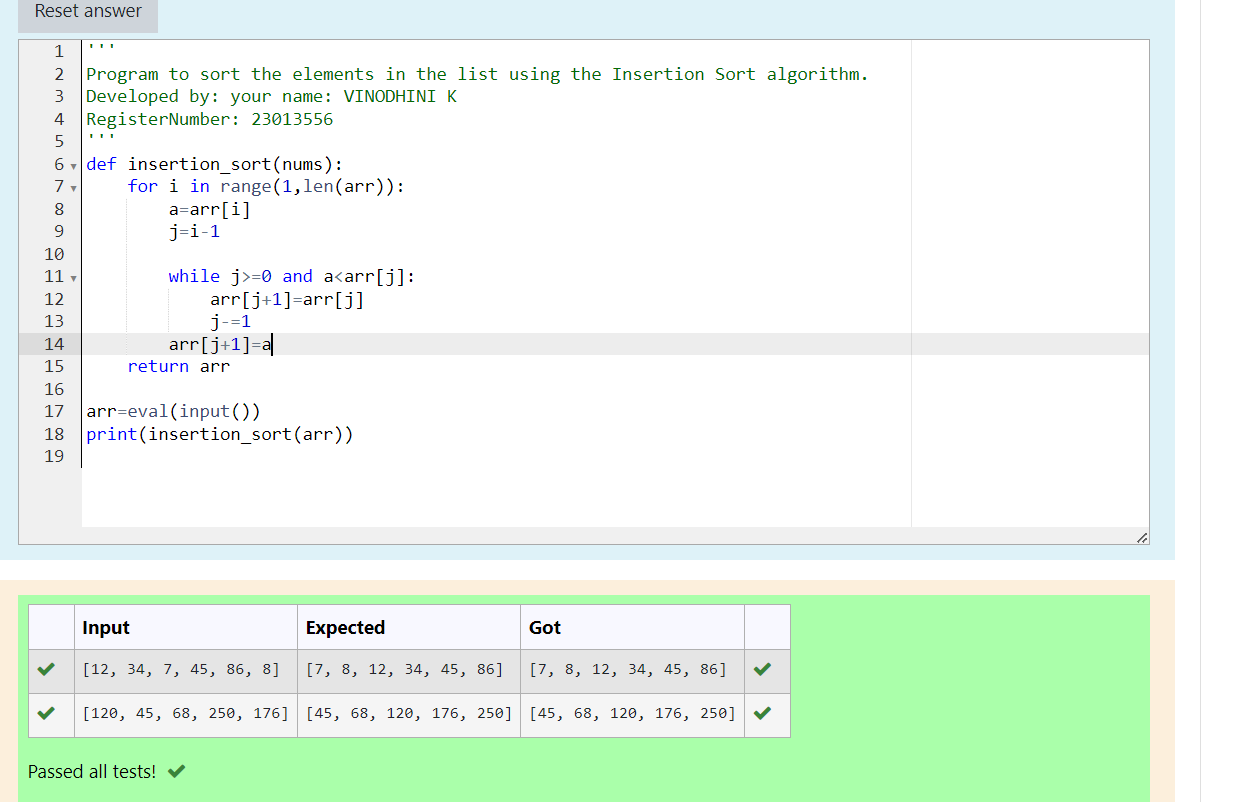 Reset answer
1 '''
2 Program to sort the elements in the list using the Insertion Sort algorithm.
3 Developed by: your name: VINODHINI K
4 RegisterNumber: 23013556
5 '''
6 def insertion_sort(nums):
7     for i in range(1,len(arr)):
8         a=arr[i]
9         j=i-1
10
11         while j>=0 and a<arr[j]:
12             arr[j+1]=arr[j]
13             j-=1
14         arr[j+1]=a
15     return arr
16
17 arr=eval(input())
18 print(insertion_sort(arr))
19
Input Expected Got
[12, 34, 7, 45, 86, 8] [7, 8, 12, 34, 45, 86] [7, 8, 12, 34, 45, 86]
[120, 45, 68, 250, 176] [45, 68, 120, 176, 250] [45, 68, 120, 176, 250]
Passed all tests!